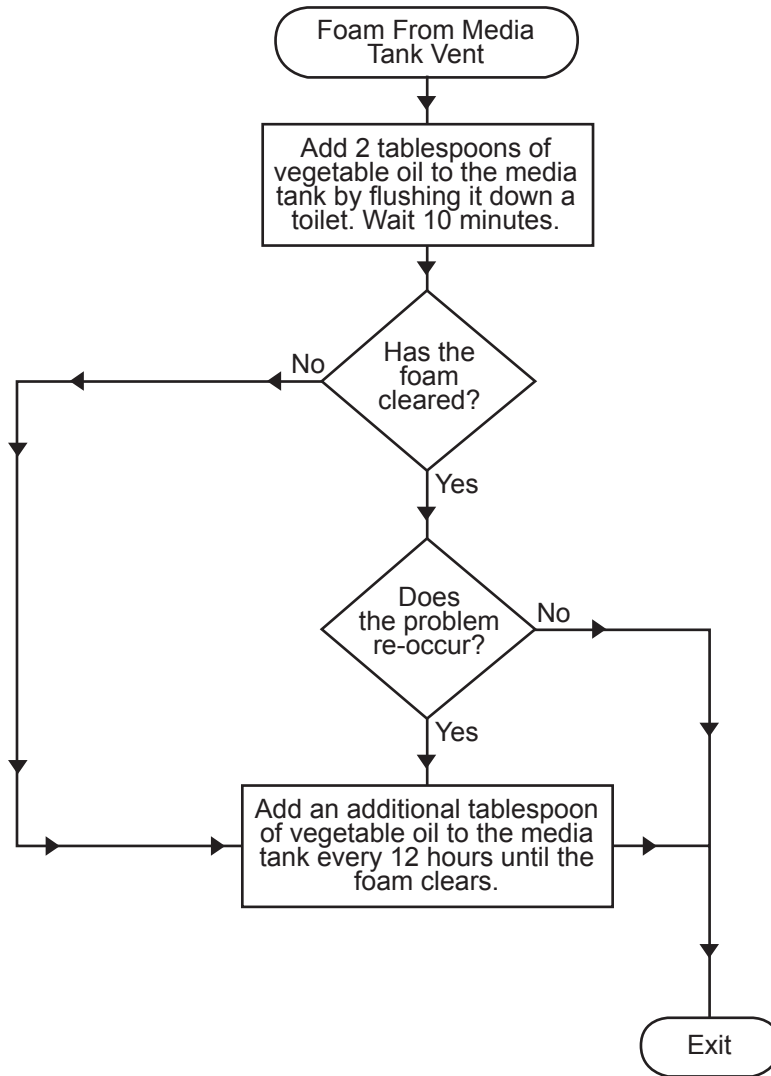 Foam From Media
Tank Vent
Add 2 tablespoons of
vegetable oil to the media
tank by flushing it down a
toilet. Wait 10 minutes.
Has the
foam
cleared?
No
Yes
Does
the problem
re-occur?
No
Yes
Add an additional tablespoon
of vegetable oil to the media
tank every 12 hours until the
foam clears.
Exit